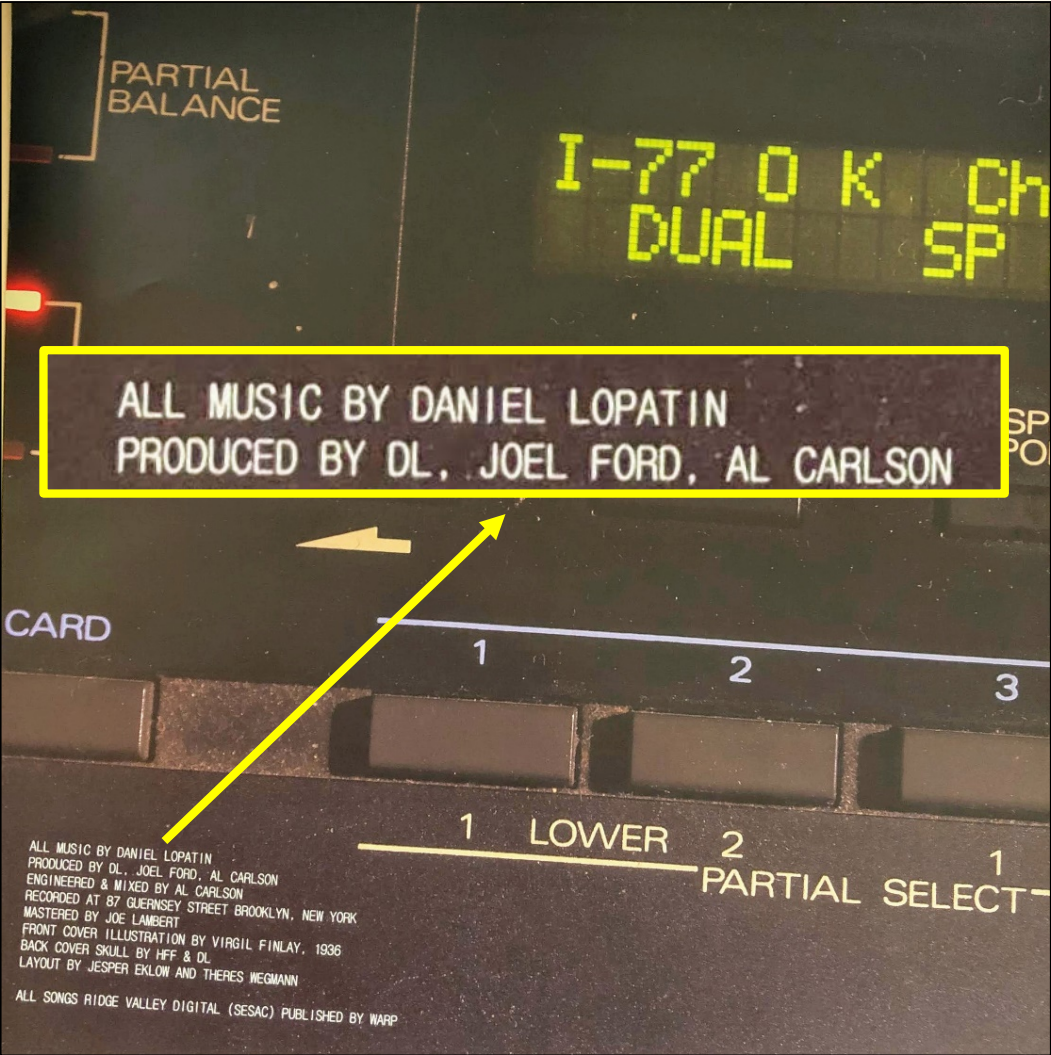 PARTIAL
BALANCE
I-77 O K Ch
DUAL SP
ALL MUSIC BY DANIEL LOPATIN
PRODUCED BY DL, JOEL FORD, AL CARLSON
SP
PO
CARD
1 2 3
1 LOWER 2 1
PARTIAL SELECT
ALL MUSIC BY DANIEL LOPATIN
PRODUCED BY DL, JOEL FORD, AL CARLSON
ENGINEERED & MIXED BY AL CARLSON
RECORDED AT 87 GUERNSEY STREET BROOKLYN, NEW YORK
MASTERED BY JOE LAMBERT
FRONT COVER ILLUSTRATION BY VIRGIL FINLAY, 1936
BACK COVER SKULL BY HFF & DL
LAYOUT BY JESPER EKLOW AND THERES WEGMANN
ALL SONGS RIDGE VALLEY DIGITAL (SESAC) PUBLISHED BY WARP